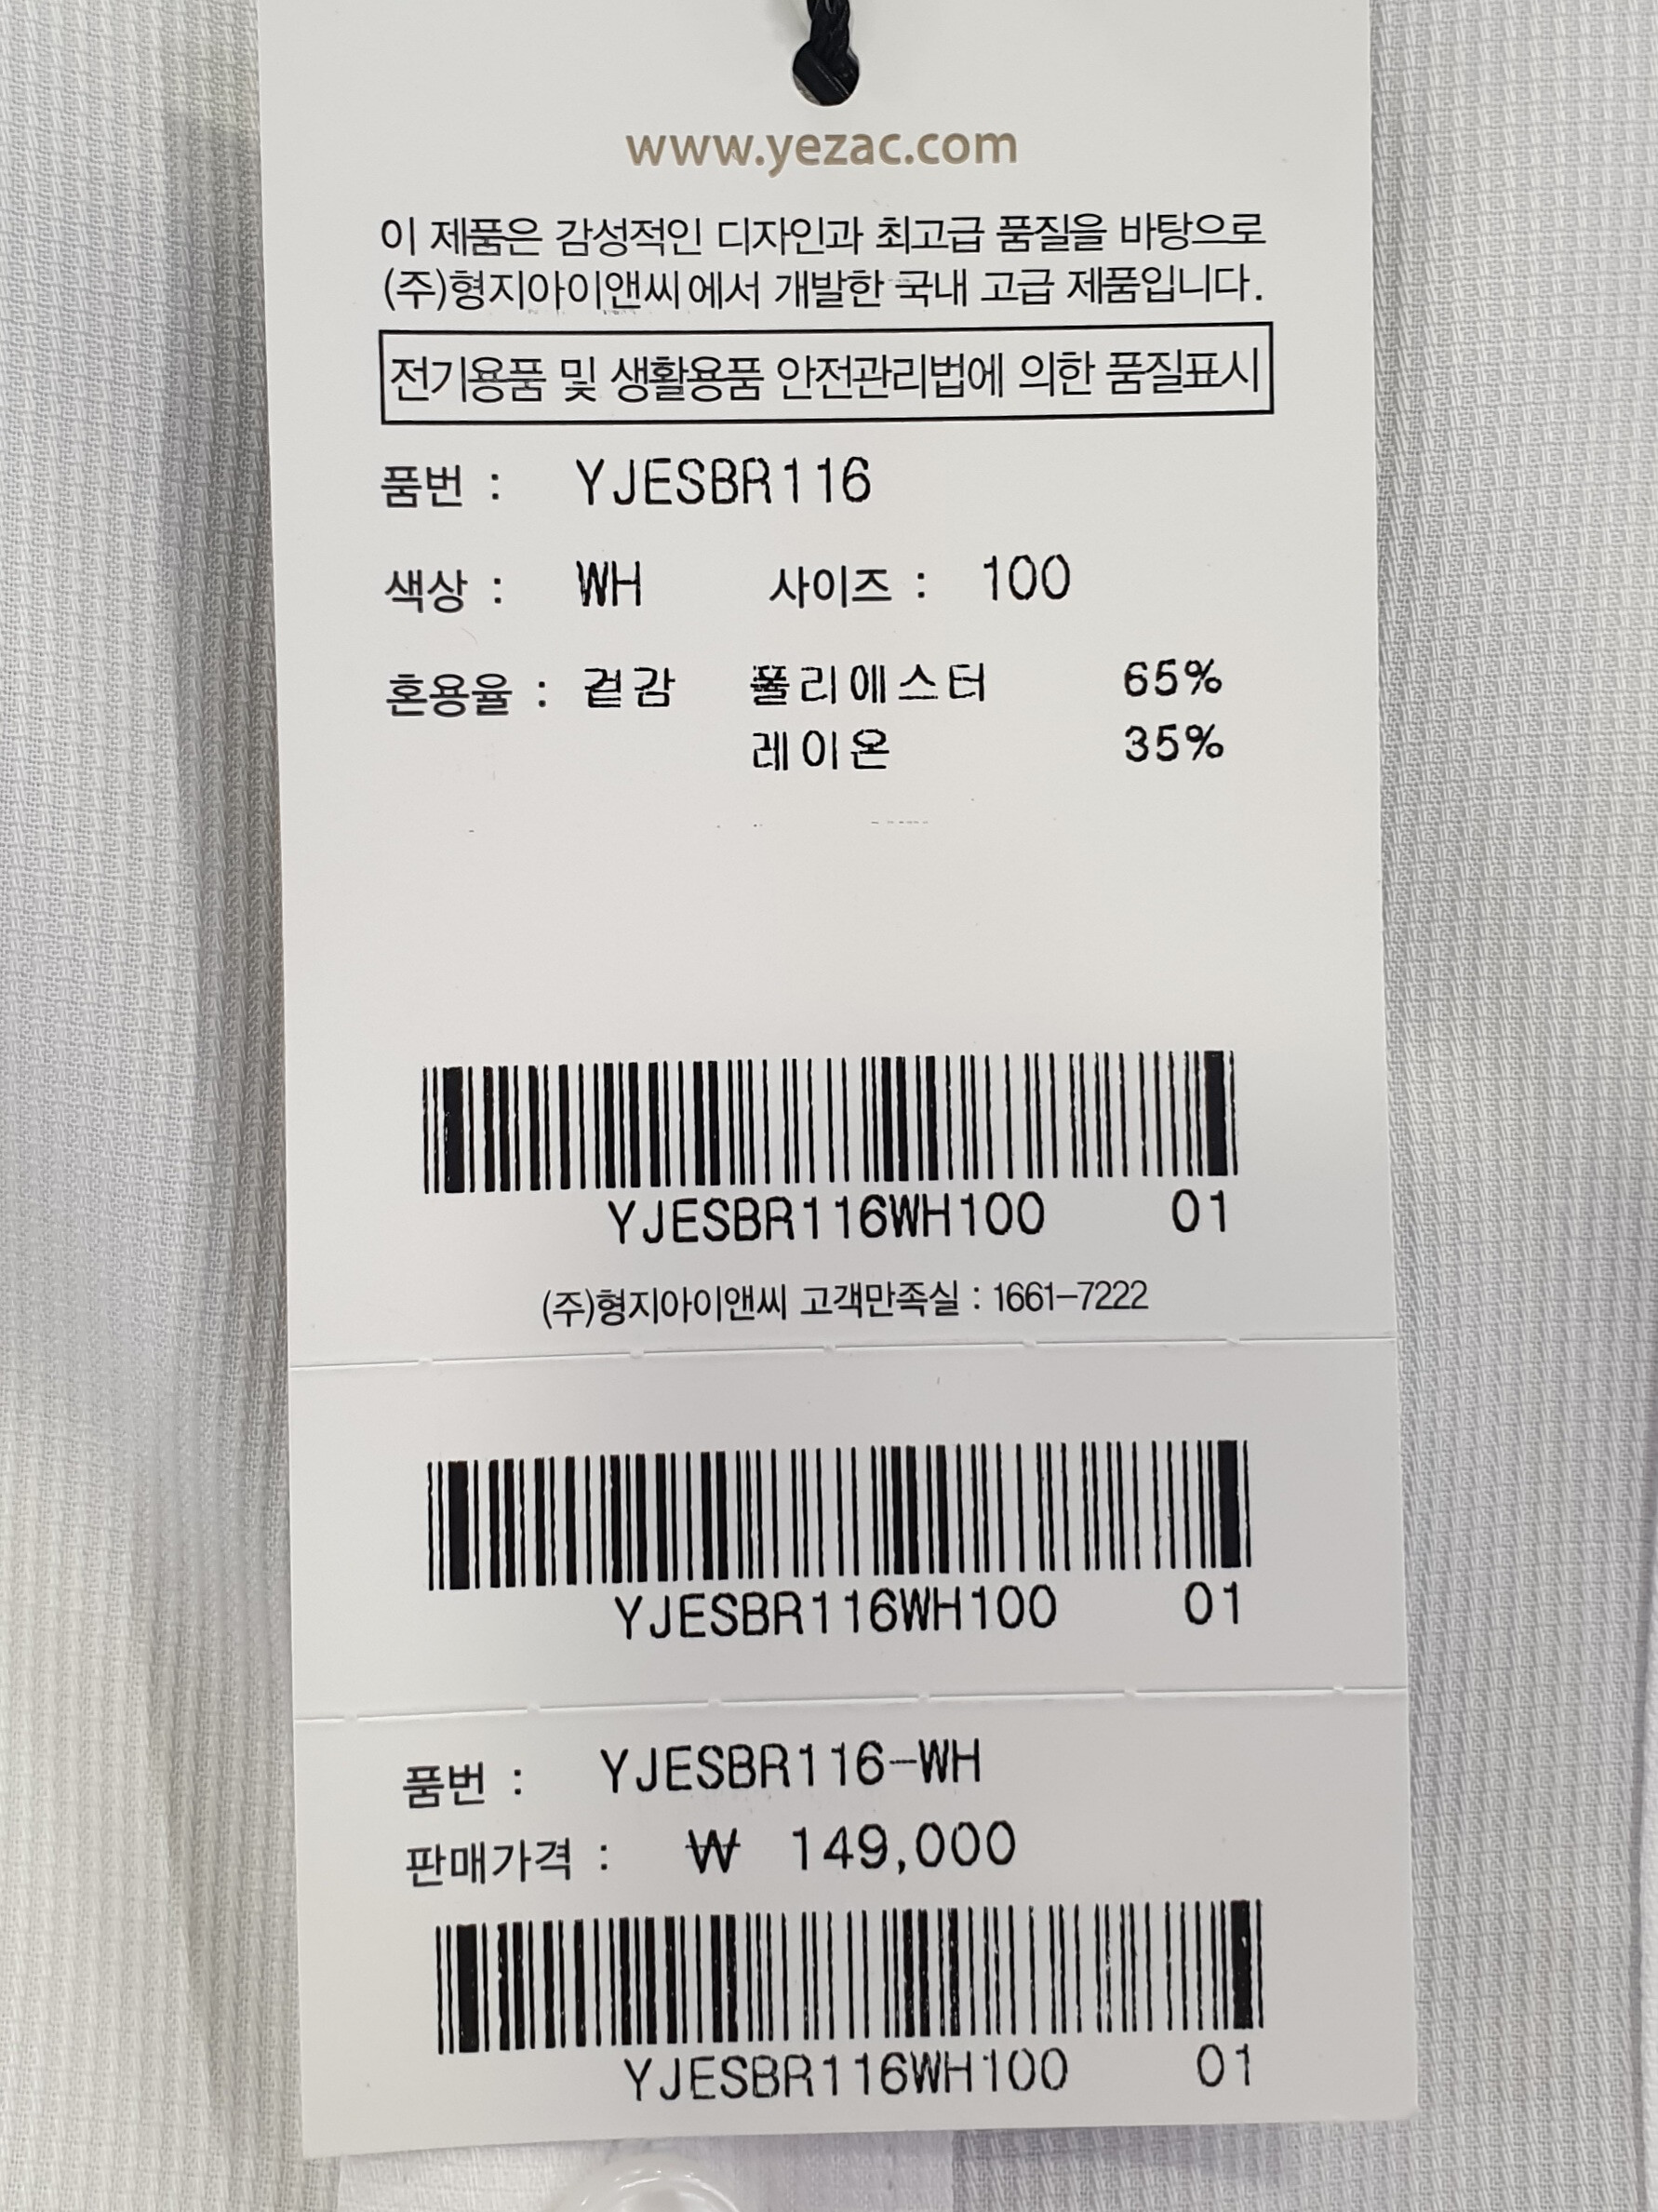 www.yezac.com
이 제품은 감성적인 디자인과 최고급 품질을 바탕으로
(주)형지아이앤씨에서 개발한 국내 고급 제품입니다.
전기용품 및 생활용품 안전관리법에 의한 품질표시
품번 : YJESBR116
색상 : WH 사이즈 : 100
혼용율 : 겉감 폴리에스터 65%
레이온 35%
YJESBR116WH100 01
(주)형지아이앤씨 고객만족실 : 1661-7222
YJESBR116WH100 01
품번 : YJESBR116-WH
판매가격 : ₩ 149,000
YJESBR116WH100 01